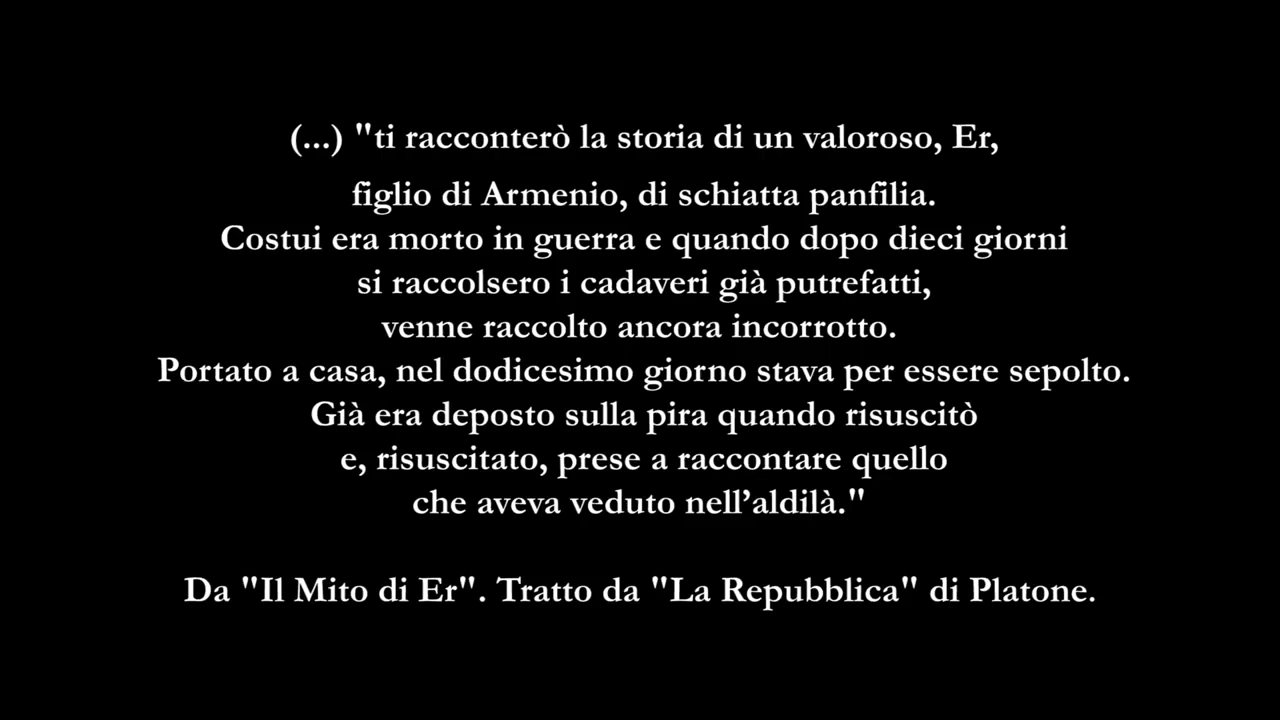 (...) "ti racconterò la storia di un valoroso, Er,
figlio di Armenio, di schiatta panfilia.
Costui era morto in guerra e quando dopo dieci giorni
si raccolsero i cadaveri già putrefatti,
venne raccolto ancora incorrotto.
Portato a casa, nel dodicesimo giorno stava per essere sepolto.
Già era deposto sulla pira quando risuscitò
e, risuscitato, prese a raccontare quello
che aveva veduto nell’aldilà."
Da "Il Mito di Er". Tratto da "La Repubblica" di Platone.